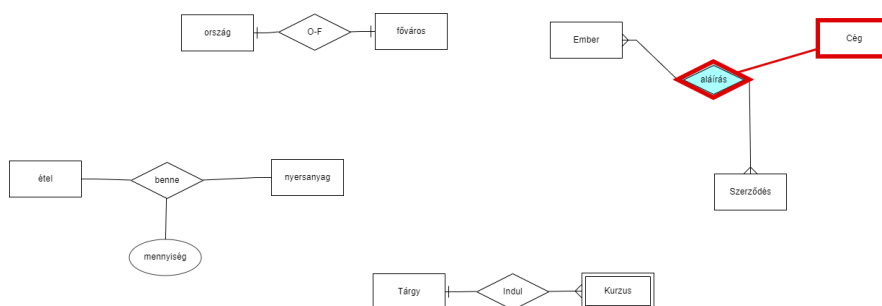 ország
O-F
főváros
Ember
Cég
aláírás
étel
benne
nyersanyag
Szerződés
mennyiség
Tárgy
Indul
Kurzus